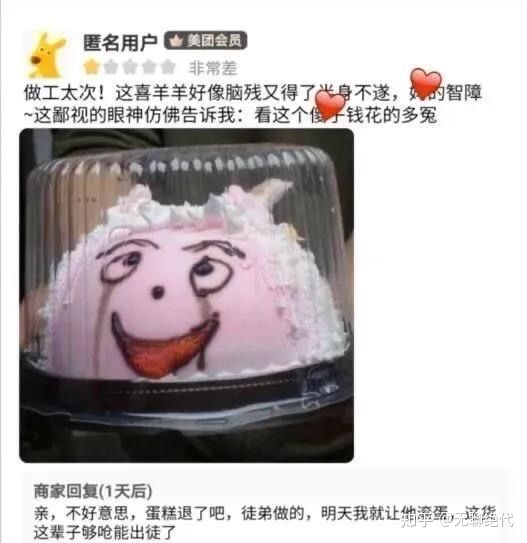 匿名用户 美团会员
非常差
做工太次！这喜羊羊好像脑残又得了半身不遂，的智障
~这鄙视的眼神仿佛告诉我：看这个傻子钱花的多冤
商家回复(1天后)
亲，不好意思，蛋糕退了吧，徒弟做的，明天我就让他滚蛋，这货
这辈子够呛能出徒了
知乎 @无聊绝代